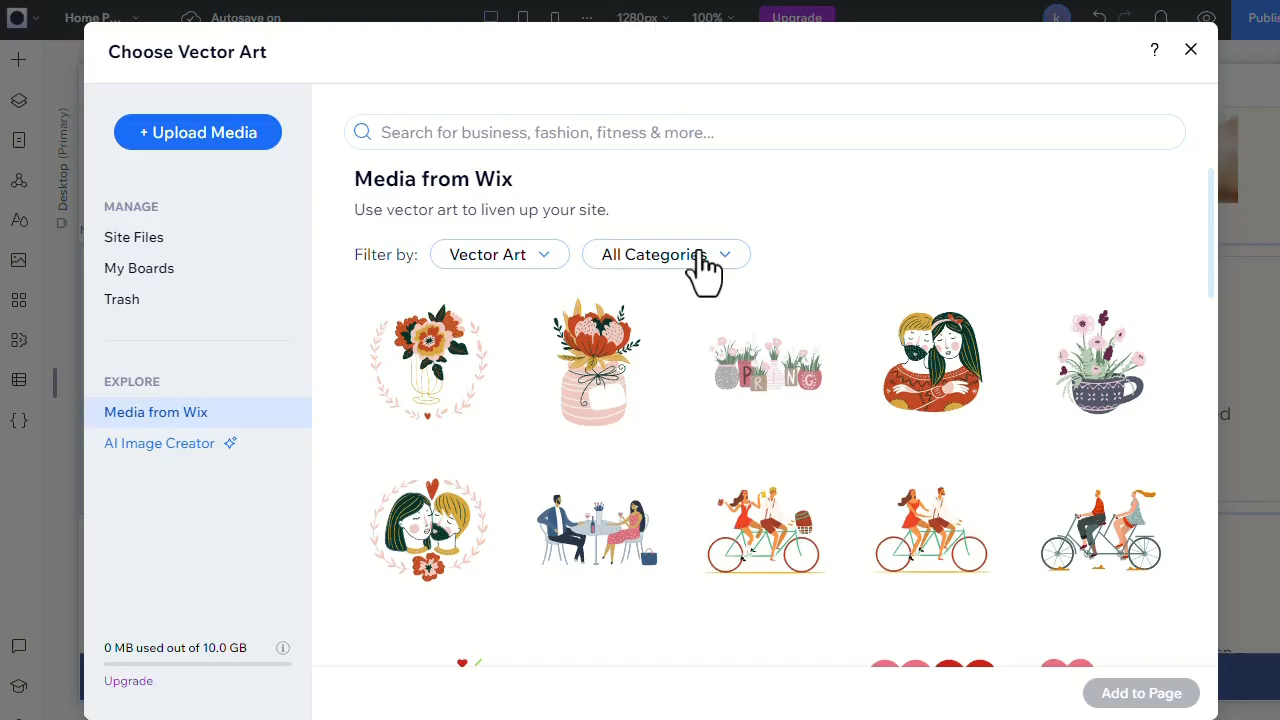 Home P...
Autosave on
1280px
100%
Upgrade
k
Publis
Choose Vector Art
?
+ Upload Media
Search for business, fashion, fitness & more...
Desktop (Primary)
Media from Wix
Use vector art to liven up your site.
MANAGE
Site Files
My Boards
Trash
Filter by:
Vector Art
All Categories
PRING
EXPLORE
Media from Wix
AI Image Creator
0 MB used out of 10.0 GB
Upgrade
Add to Page